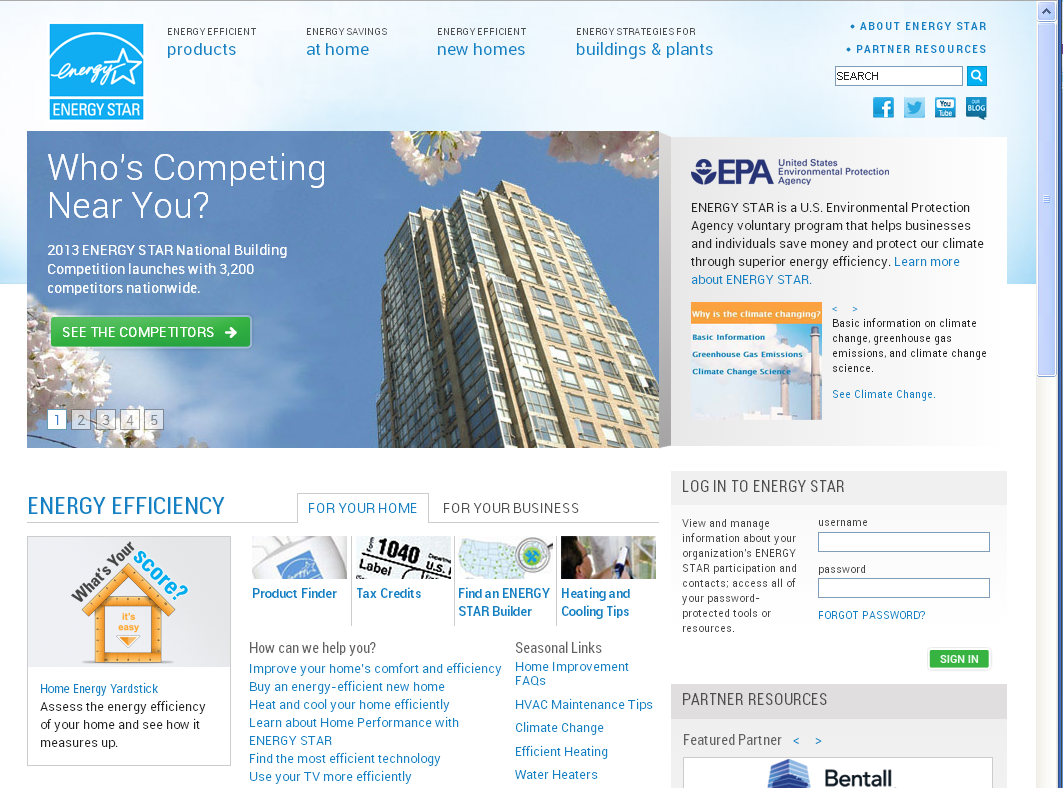 ENERGY EFFICIENT
products
ENERGY SAVINGS
at home
ENERGY EFFICIENT
new homes
ENERGY STRATEGIES FOR
buildings & plants
ABOUT ENERGY STAR
PARTNER RESOURCES
SEARCH
energy
ENERGY STAR
You
Tube
OUR
BLOG
Who's Competing
Near You?
2013 ENERGY STAR National Building
Competition launches with 3,200
competitors nationwide.
SEE THE COMPETITORS
1 2 3 4 5
EPA
United States
Environmental Protection
Agency
ENERGY STAR is a U.S. Environmental Protection
Agency voluntary program that helps businesses
and individuals save money and protect our climate
through superior energy efficiency. Learn more
about ENERGY STAR.
Why is the climate changing?
Basic Information
Greenhouse Gas Emissions
Climate Change Science
< >
Basic information on climate
change, greenhouse gas
emissions, and climate change
science.
See Climate Change.
ENERGY EFFICIENCY
FOR YOUR HOME
FOR YOUR BUSINESS
What's Your
Score?
it's
easy
Home Energy Yardstick
Assess the energy efficiency
of your home and see how it
measures up.
Product Finder
Form 1040
Label
Depar
U.S.
Tax Credits
Find an ENERGY
STAR Builder
Heating and
Cooling Tips
How can we help you?
Improve your home's comfort and efficiency
Buy an energy-efficient new home
Heat and cool your home efficiently
Learn about Home Performance with
ENERGY STAR
Find the most efficient technology
Use your TV more efficiently
Seasonal Links
Home Improvement
FAQs
HVAC Maintenance Tips
Climate Change
Efficient Heating
Water Heaters
LOG IN TO ENERGY STAR
View and manage
information about your
organization's ENERGY
STAR participation and
contacts; access all of
your password-
protected tools or
resources.
username
password
FORGOT PASSWORD?
SIGN IN
PARTNER RESOURCES
Featured Partner < >
Bentall